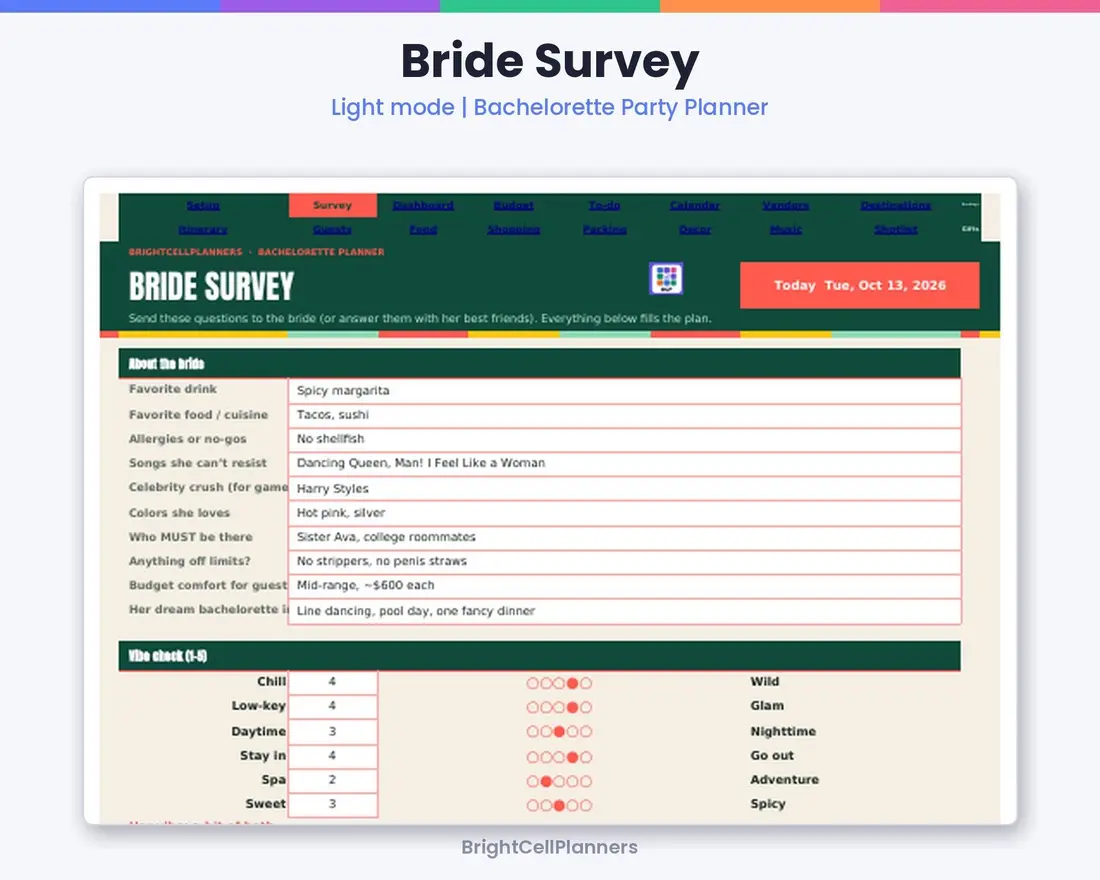 Bride Survey
Light mode | Bachelorette Party Planner
Setup Survey Dashboard Budget To-do Calendar Vendors Destinations
Itinerary Guests Food Shopping Packing Decor Music Shotlist Gifts
BRIGHTCELLPLANNERS · BACHELORETTE PLANNER
BRIDE SURVEY
Today Tue, Oct 13, 2026
Send these questions to the bride (or answer them with her best friends). Everything below fills the plan.
About the bride
Favorite drink Spicy margarita
Favorite food / cuisine Tacos, sushi
Allergies or no-gos No shellfish
Songs she can't resist Dancing Queen, Man! I Feel Like a Woman
Celebrity crush (for game Harry Styles
Colors she loves Hot pink, silver
Who MUST be there Sister Ava, college roommates
Anything off limits? No strippers, no penis straws
Budget comfort for guest Mid-range, ~$600 each
Her dream bachelorette i Line dancing, pool day, one fancy dinner
Vibe check (1-5)
Chill 4 Wild
Low-key 4 Glam
Daytime 3 Nighttime
Stay in 4 Go out
Spa 2 Adventure
Sweet 3 Spicy
BrightCellPlanners